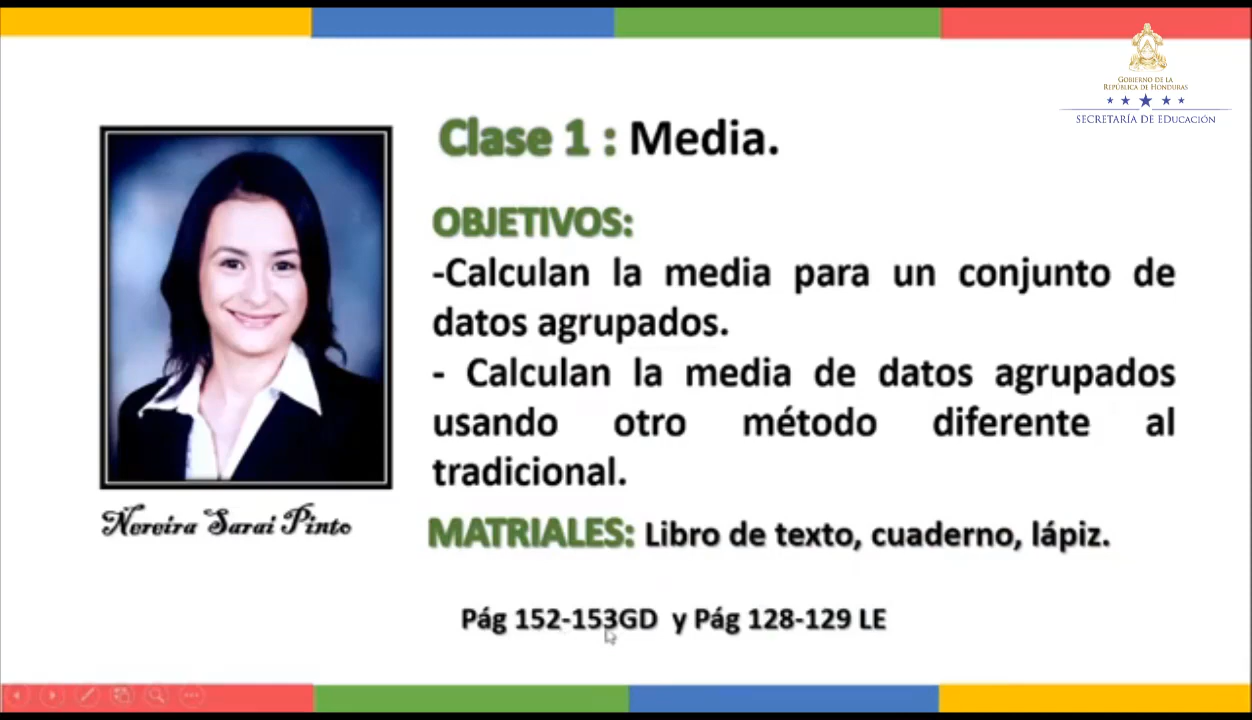 GOBIERNO DE LA
REPÚBLICA DE HONDURAS
SECRETARÍA DE EDUCACIÓN
Clase 1 : Media.
OBJETIVOS:
-Calculan la media para un conjunto de
datos agrupados.
- Calculan la media de datos agrupados
usando otro método diferente al
tradicional.
Nereira Sarai Pinto
MATRIALES: Libro de texto, cuaderno, lápiz.
Pág 152-153GD y Pág 128-129 LE